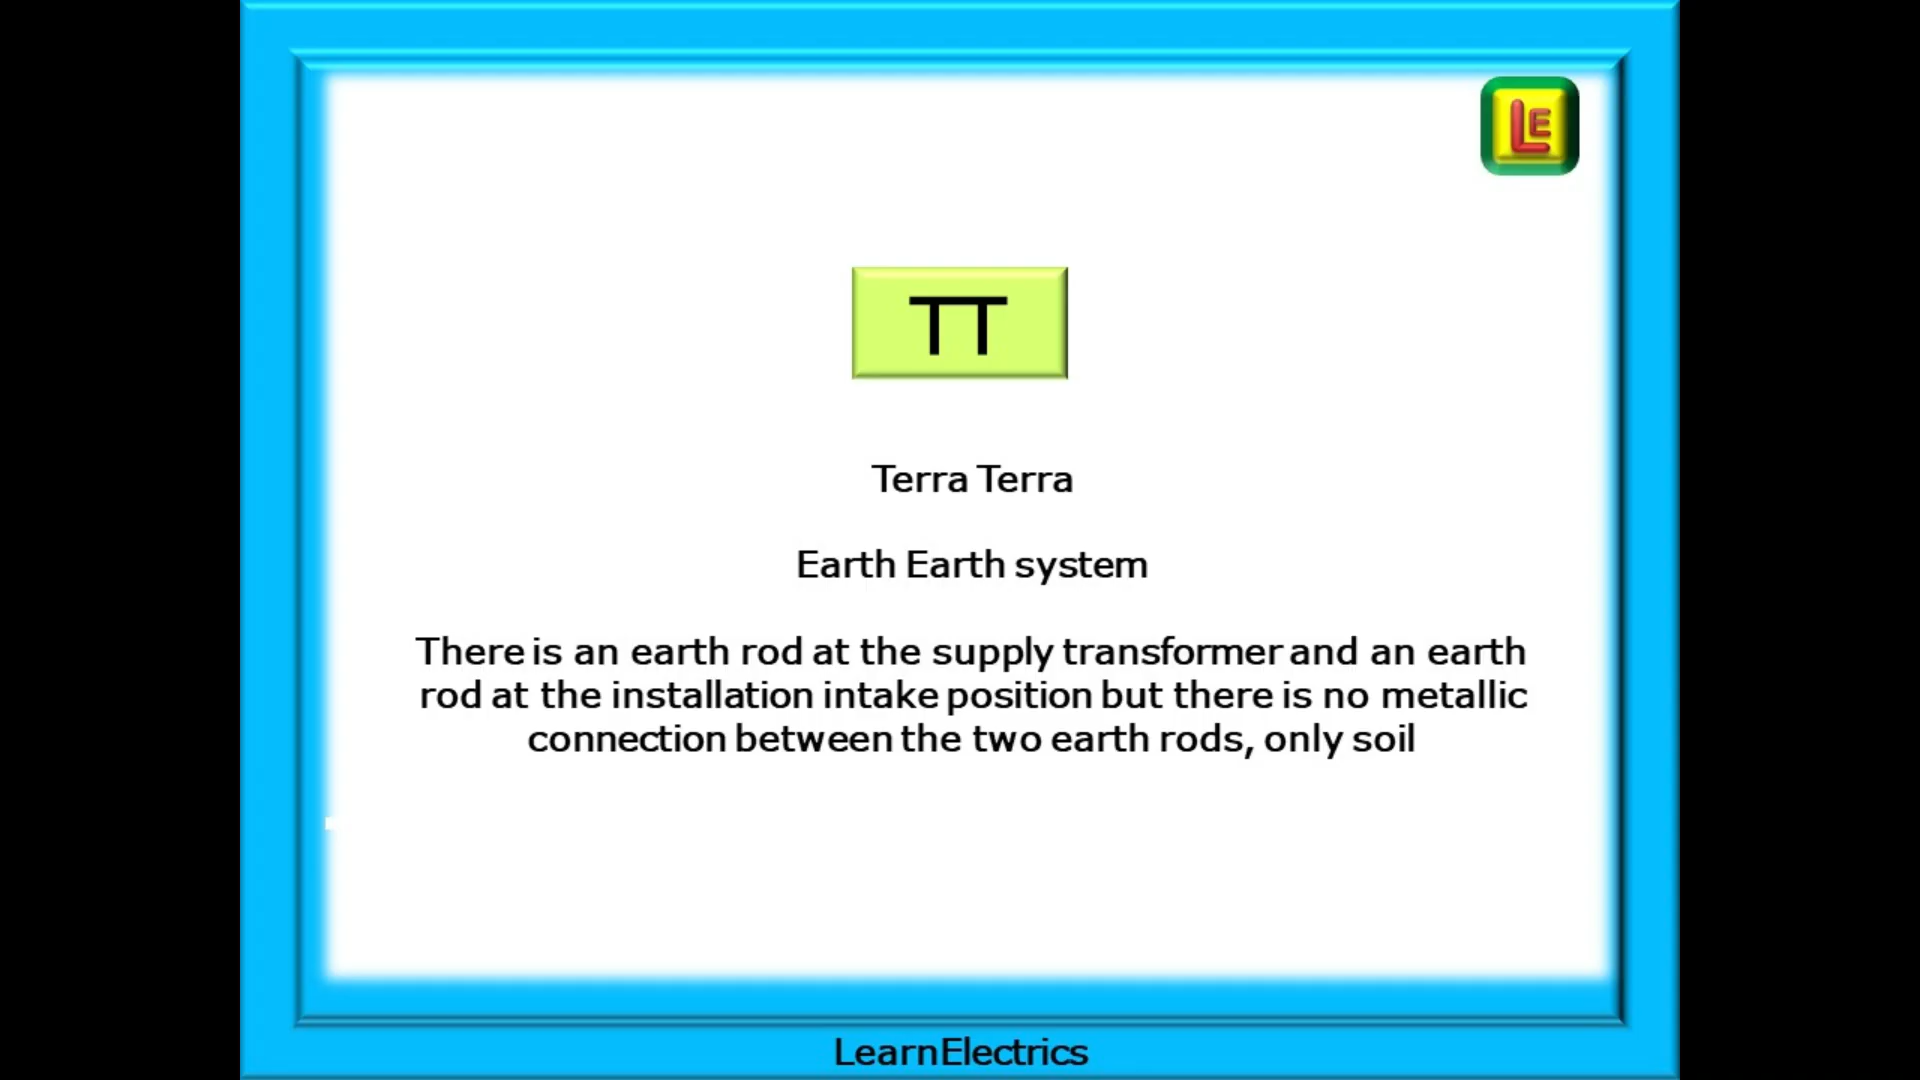 LE
TT
Terra Terra
Earth Earth system
There is an earth rod at the supply transformer and an earth
rod at the installation intake position but there is no metallic
connection between the two earth rods, only soil
LearnElectrics